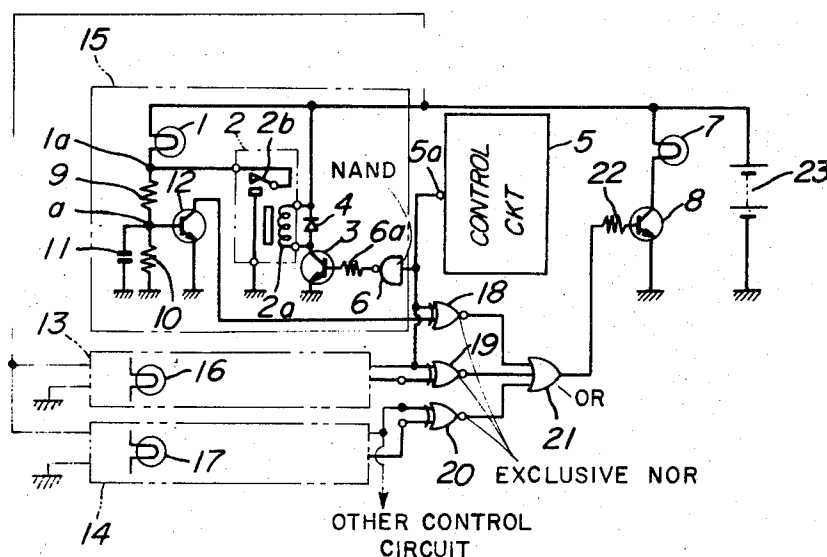 15
1
1a
2
2b
5a
5
7
NAND
CONTROL
CKT
9
12
a
4
3
6a
22
8
23
11
10
2a
6
18
13
16
19
OR
21
17
20
EXCLUSIVE NOR
14
OTHER CONTROL
CIRCUIT